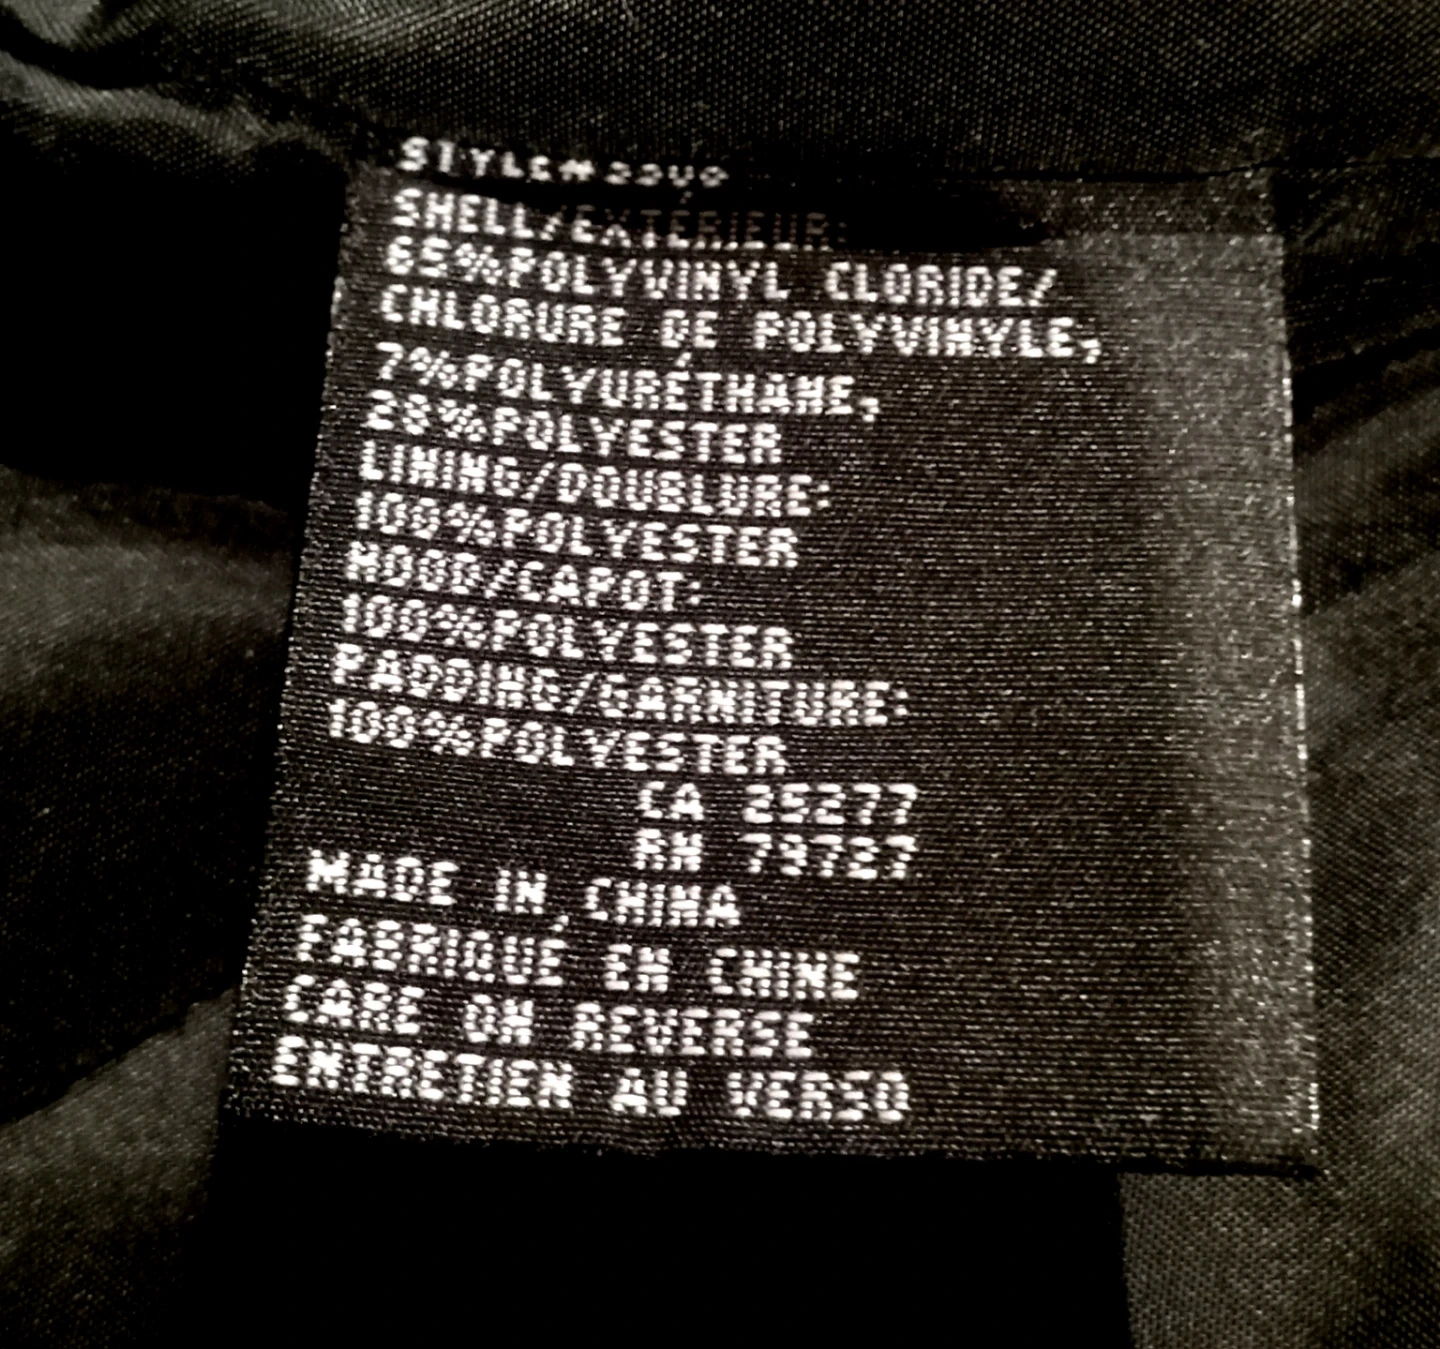 SHELL/EXTERIEUR:
65%POLYVINYL CLORIDE/
CHLORURE DE POLYVINYLE,
7%POLYURÉTHANE,
28%POLYESTER
LINING/DOUBLURE:
100%POLYESTER
HOOD/CAPOT:
100%POLYESTER
PADDING/GARNITURE:
100%POLYESTER
CA 25277
RN 79727
MADE IN CHINA
FABRIQUÉ EN CHINE
CARE ON REVERSE
ENTRETIEN AU VERSO